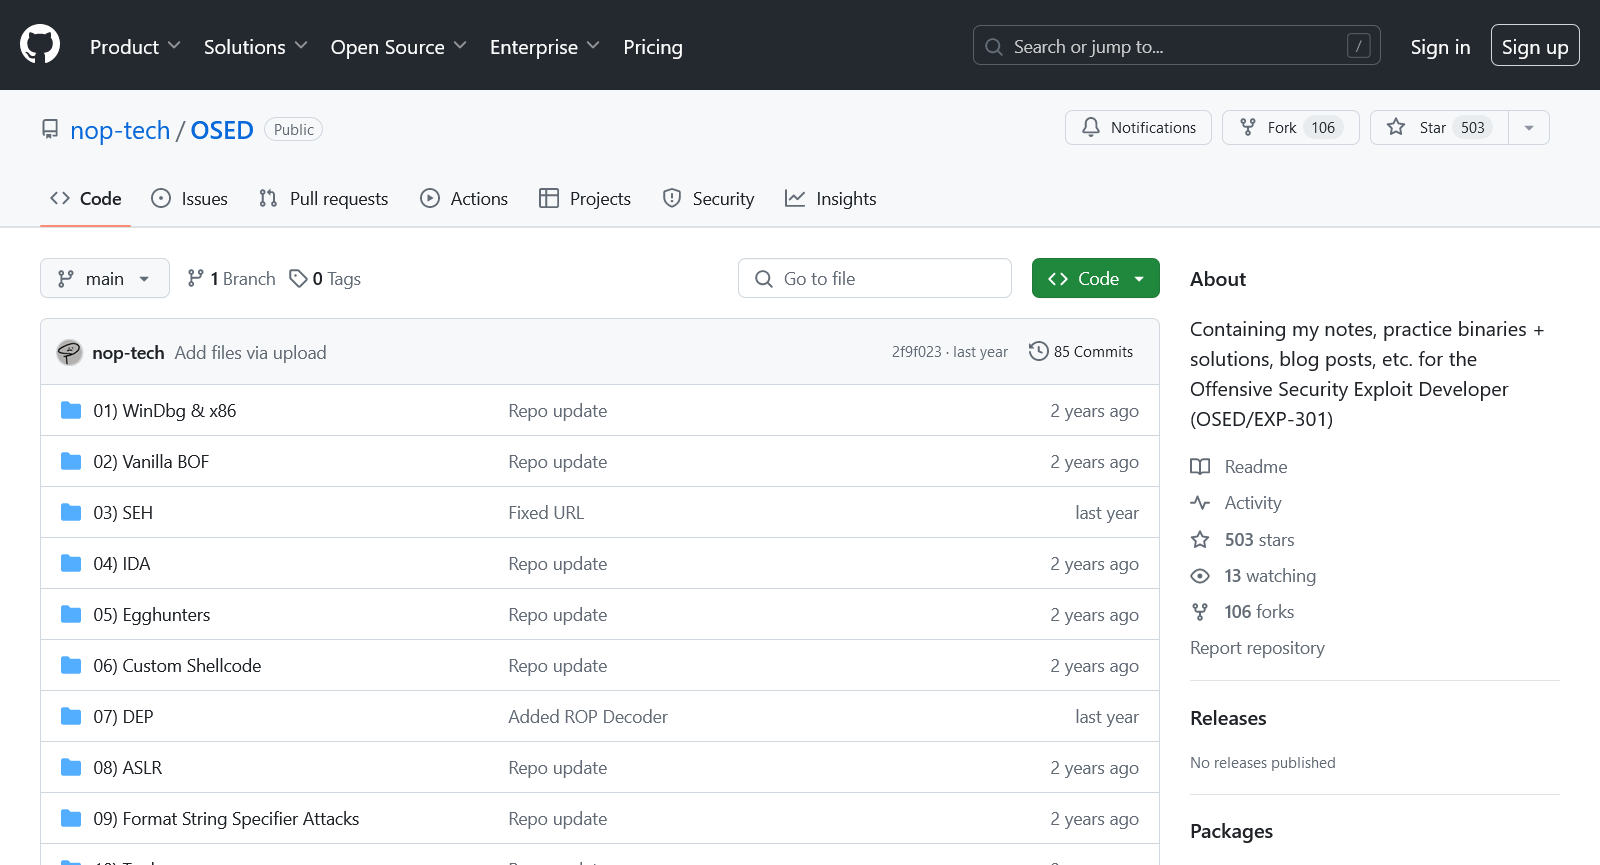 Product Solutions Open Source Enterprise Pricing Search or jump to... / Sign in Sign up
nop-tech / OSED Public Notifications Fork 106 Star 503
Code Issues Pull requests Actions Projects Security Insights
main 1 Branch 0 Tags Go to file Code
nop-tech Add files via upload 2f9f023 · last year 85 Commits
01) WinDbg & x86 Repo update 2 years ago
02) Vanilla BOF Repo update 2 years ago
03) SEH Fixed URL last year
04) IDA Repo update 2 years ago
05) Egghunters Repo update 2 years ago
06) Custom Shellcode Repo update 2 years ago
07) DEP Added ROP Decoder last year
08) ASLR Repo update 2 years ago
09) Format String Specifier Attacks Repo update 2 years ago
About
Containing my notes, practice binaries +
solutions, blog posts, etc. for the
Offensive Security Exploit Developer
(OSED/EXP-301)
Readme
Activity
503 stars
13 watching
106 forks
Report repository
Releases
No releases published
Packages